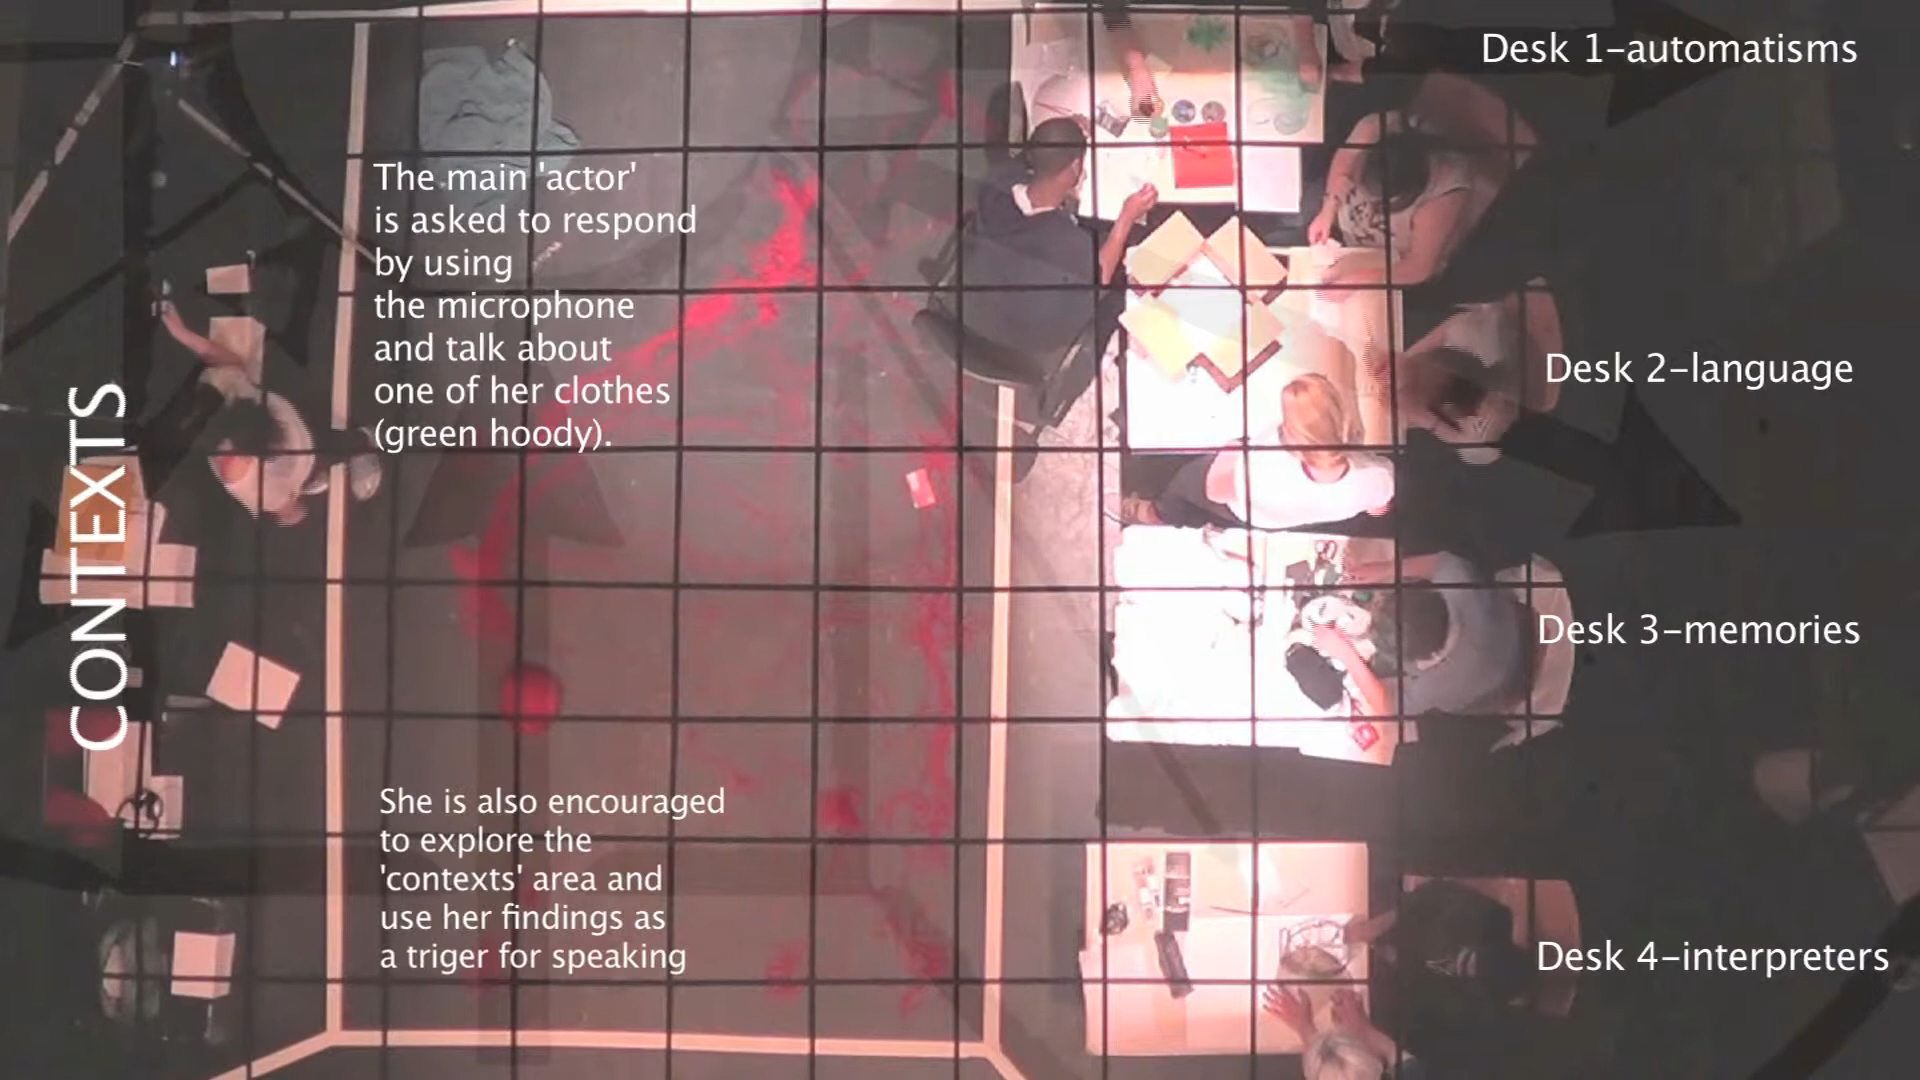 CONTEXTS
The main 'actor'
is asked to respond
by using
the microphone
and talk about
one of her clothes
(green hoody).
She is also encouraged
to explore the
'contexts' area and
use her findings as
a triger for speaking
Desk 1-automatisms
Desk 2-language
Desk 3-memories
Desk 4-interpreters